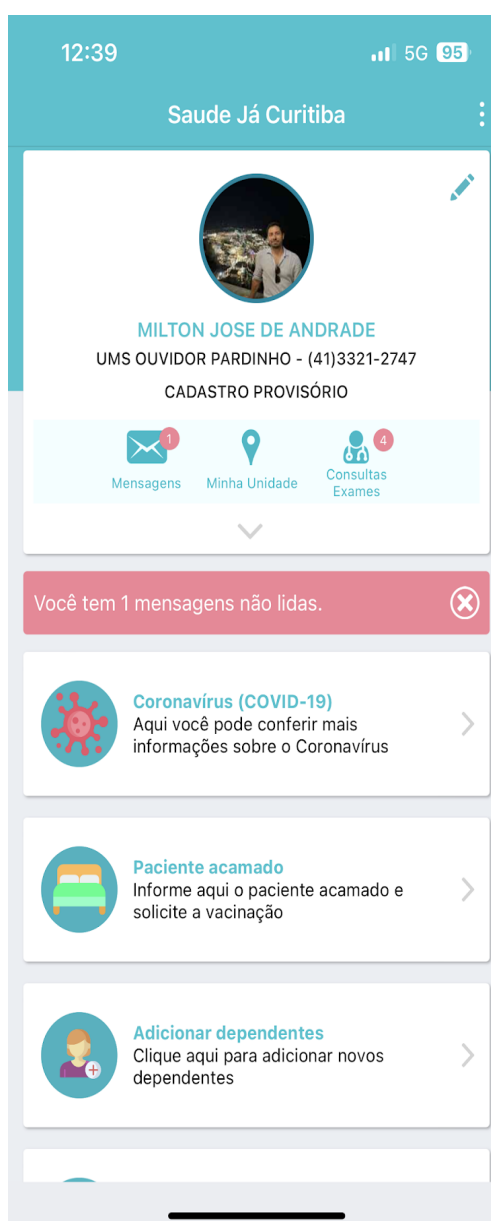 12:39 5G 95
Saude Já Curitiba
MILTON JOSE DE ANDRADE
UMS OUVIDOR PARDINHO - (41)3321-2747
CADASTRO PROVISÓRIO
1 4
Mensagens Minha Unidade Consultas
Exames
Você tem 1 mensagens não lidas.
Coronavírus (COVID-19)
Aqui você pode conferir mais
informações sobre o Coronavírus
Paciente acamado
Informe aqui o paciente acamado e
solicite a vacinação
Adicionar dependentes
Clique aqui para adicionar novos
dependentes